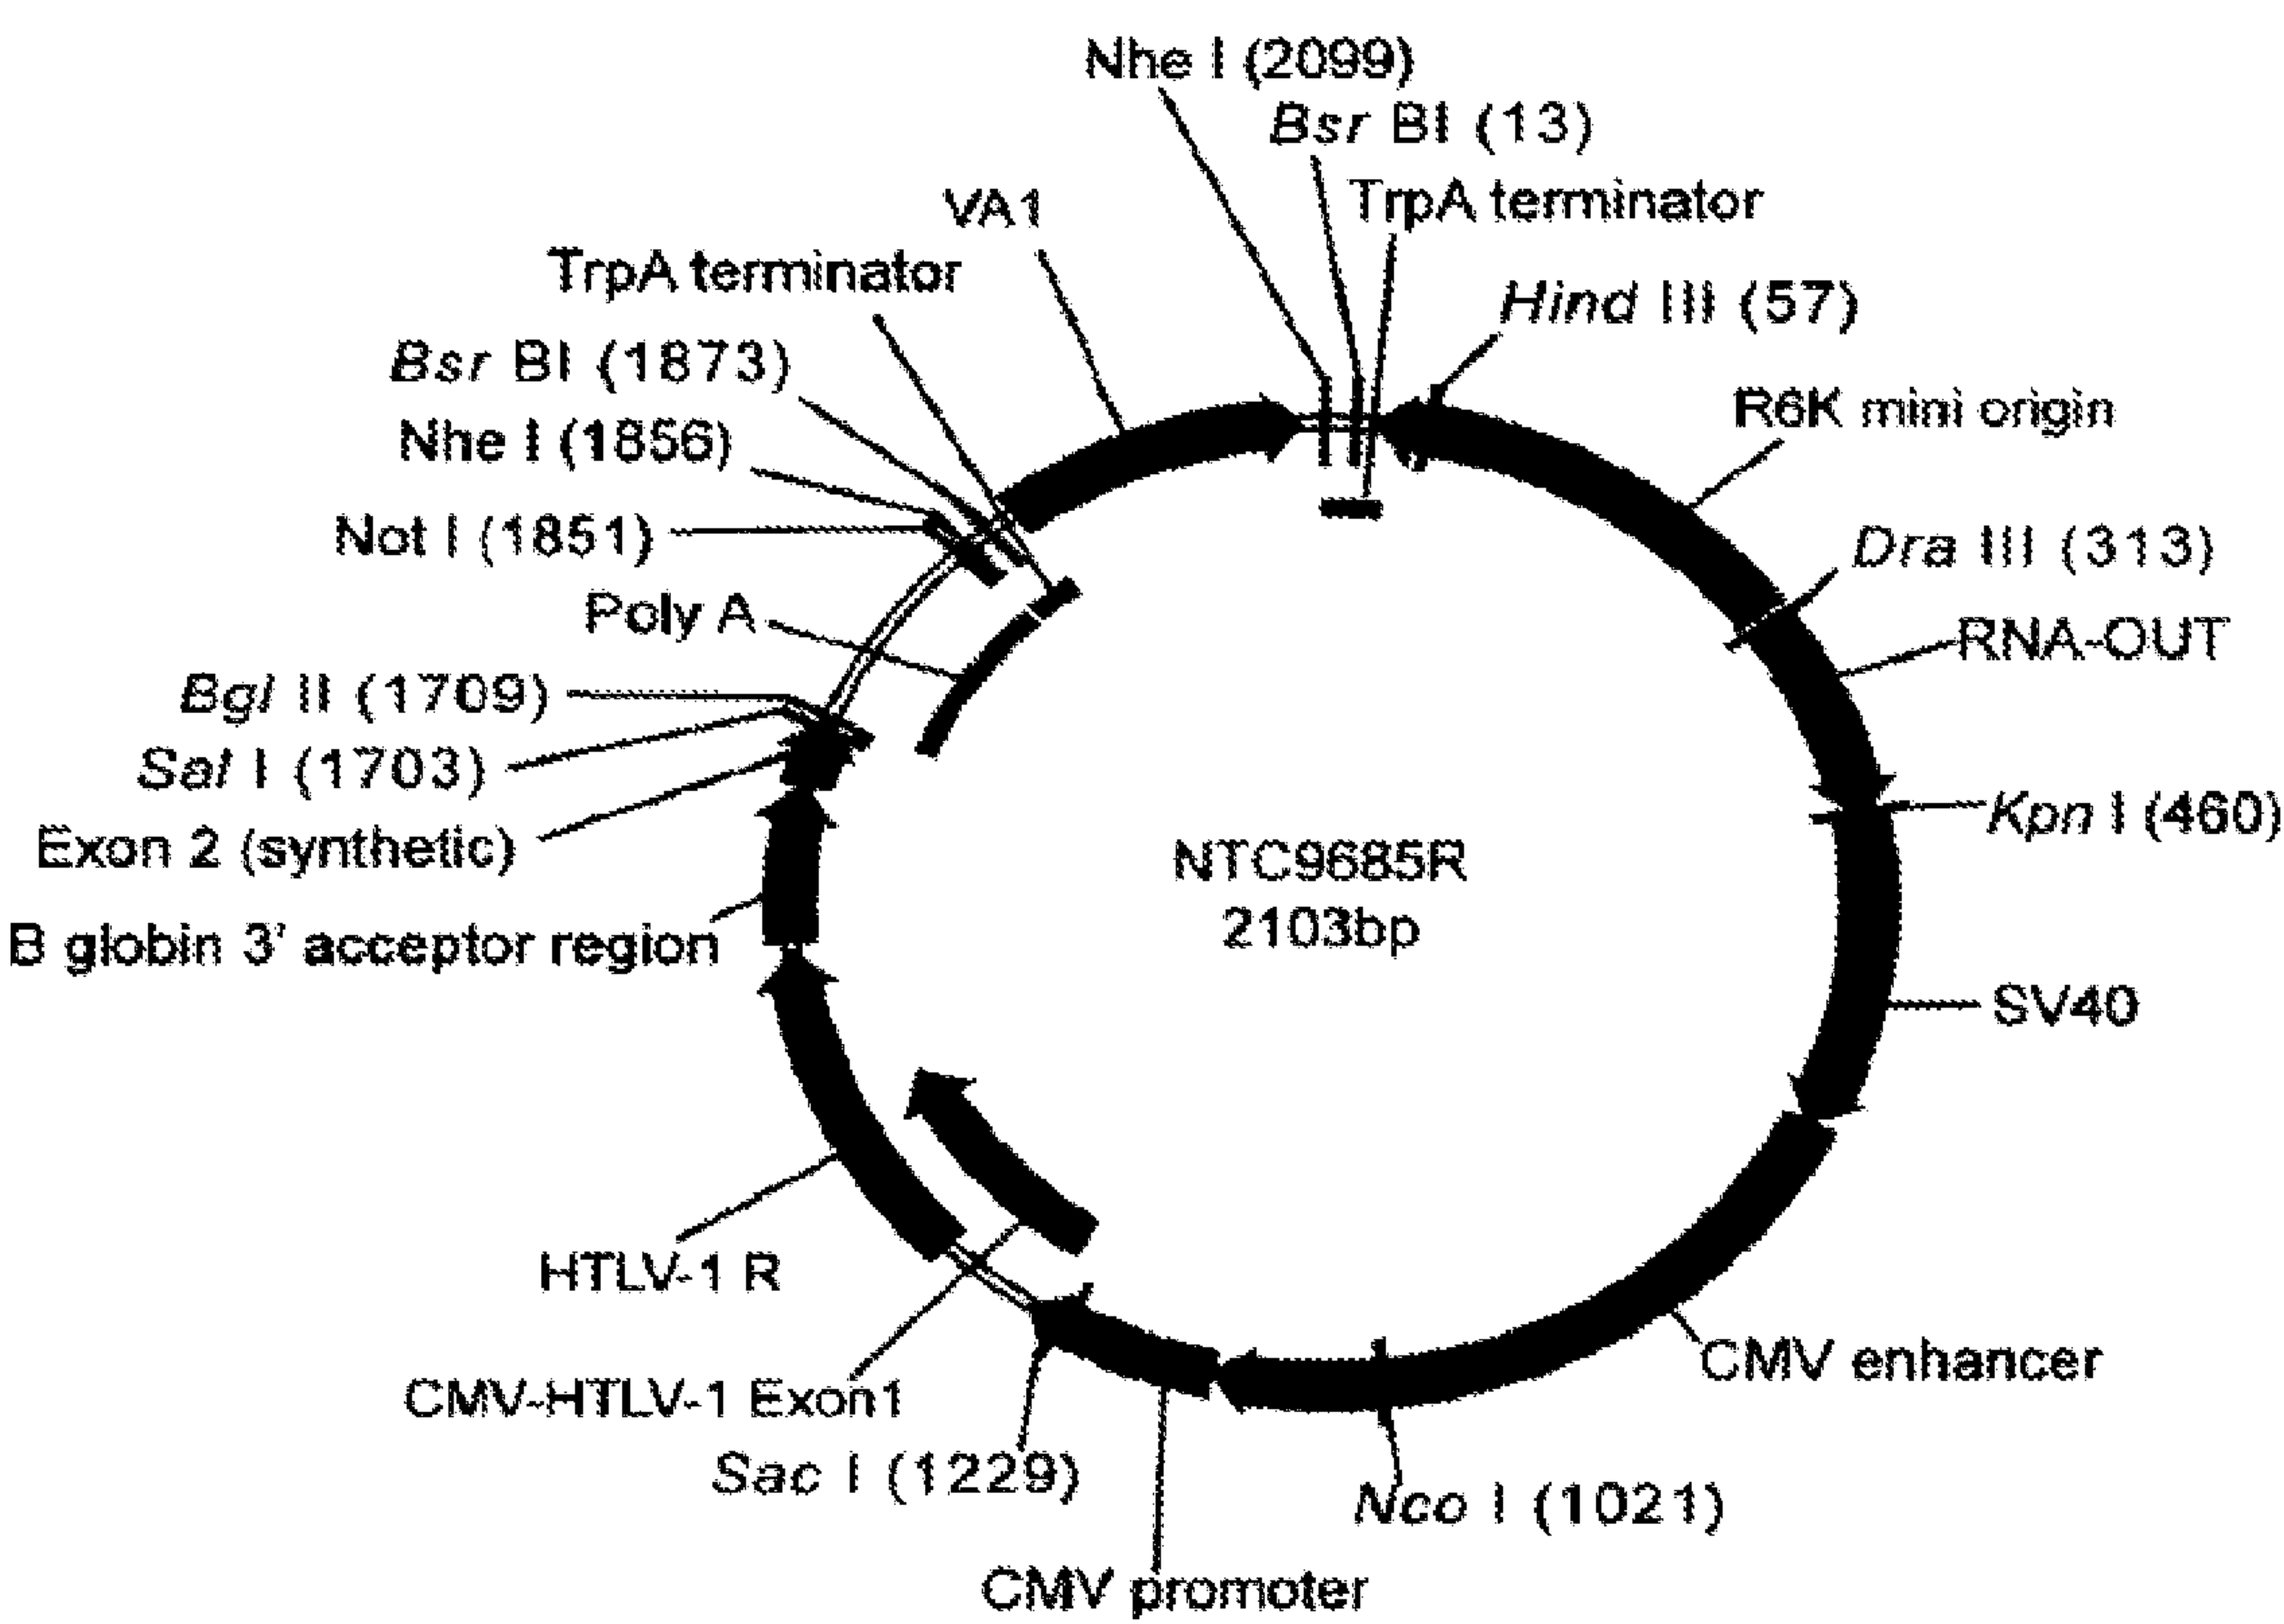 Nhe I (2099)
Bsr BI (13)
TrpA terminator
VA1
TrpA terminator
Hind III (57)
Bsr BI (1873)
R6K mini origin
Nhe I (1856)
Not I (1851)
Dra III (313)
Poly A
RNA-OUT
Bgl II (1709)
Sal I (1703)
Kpn I (460)
Exon 2 (synthetic)
NTC9685R
2103bp
B globin 3' acceptor region
SV40
HTLV-1 R
CMV enhancer
CMV-HTLV-1 Exon1
Sac I (1229)
Nco I (1021)
CMV promoter